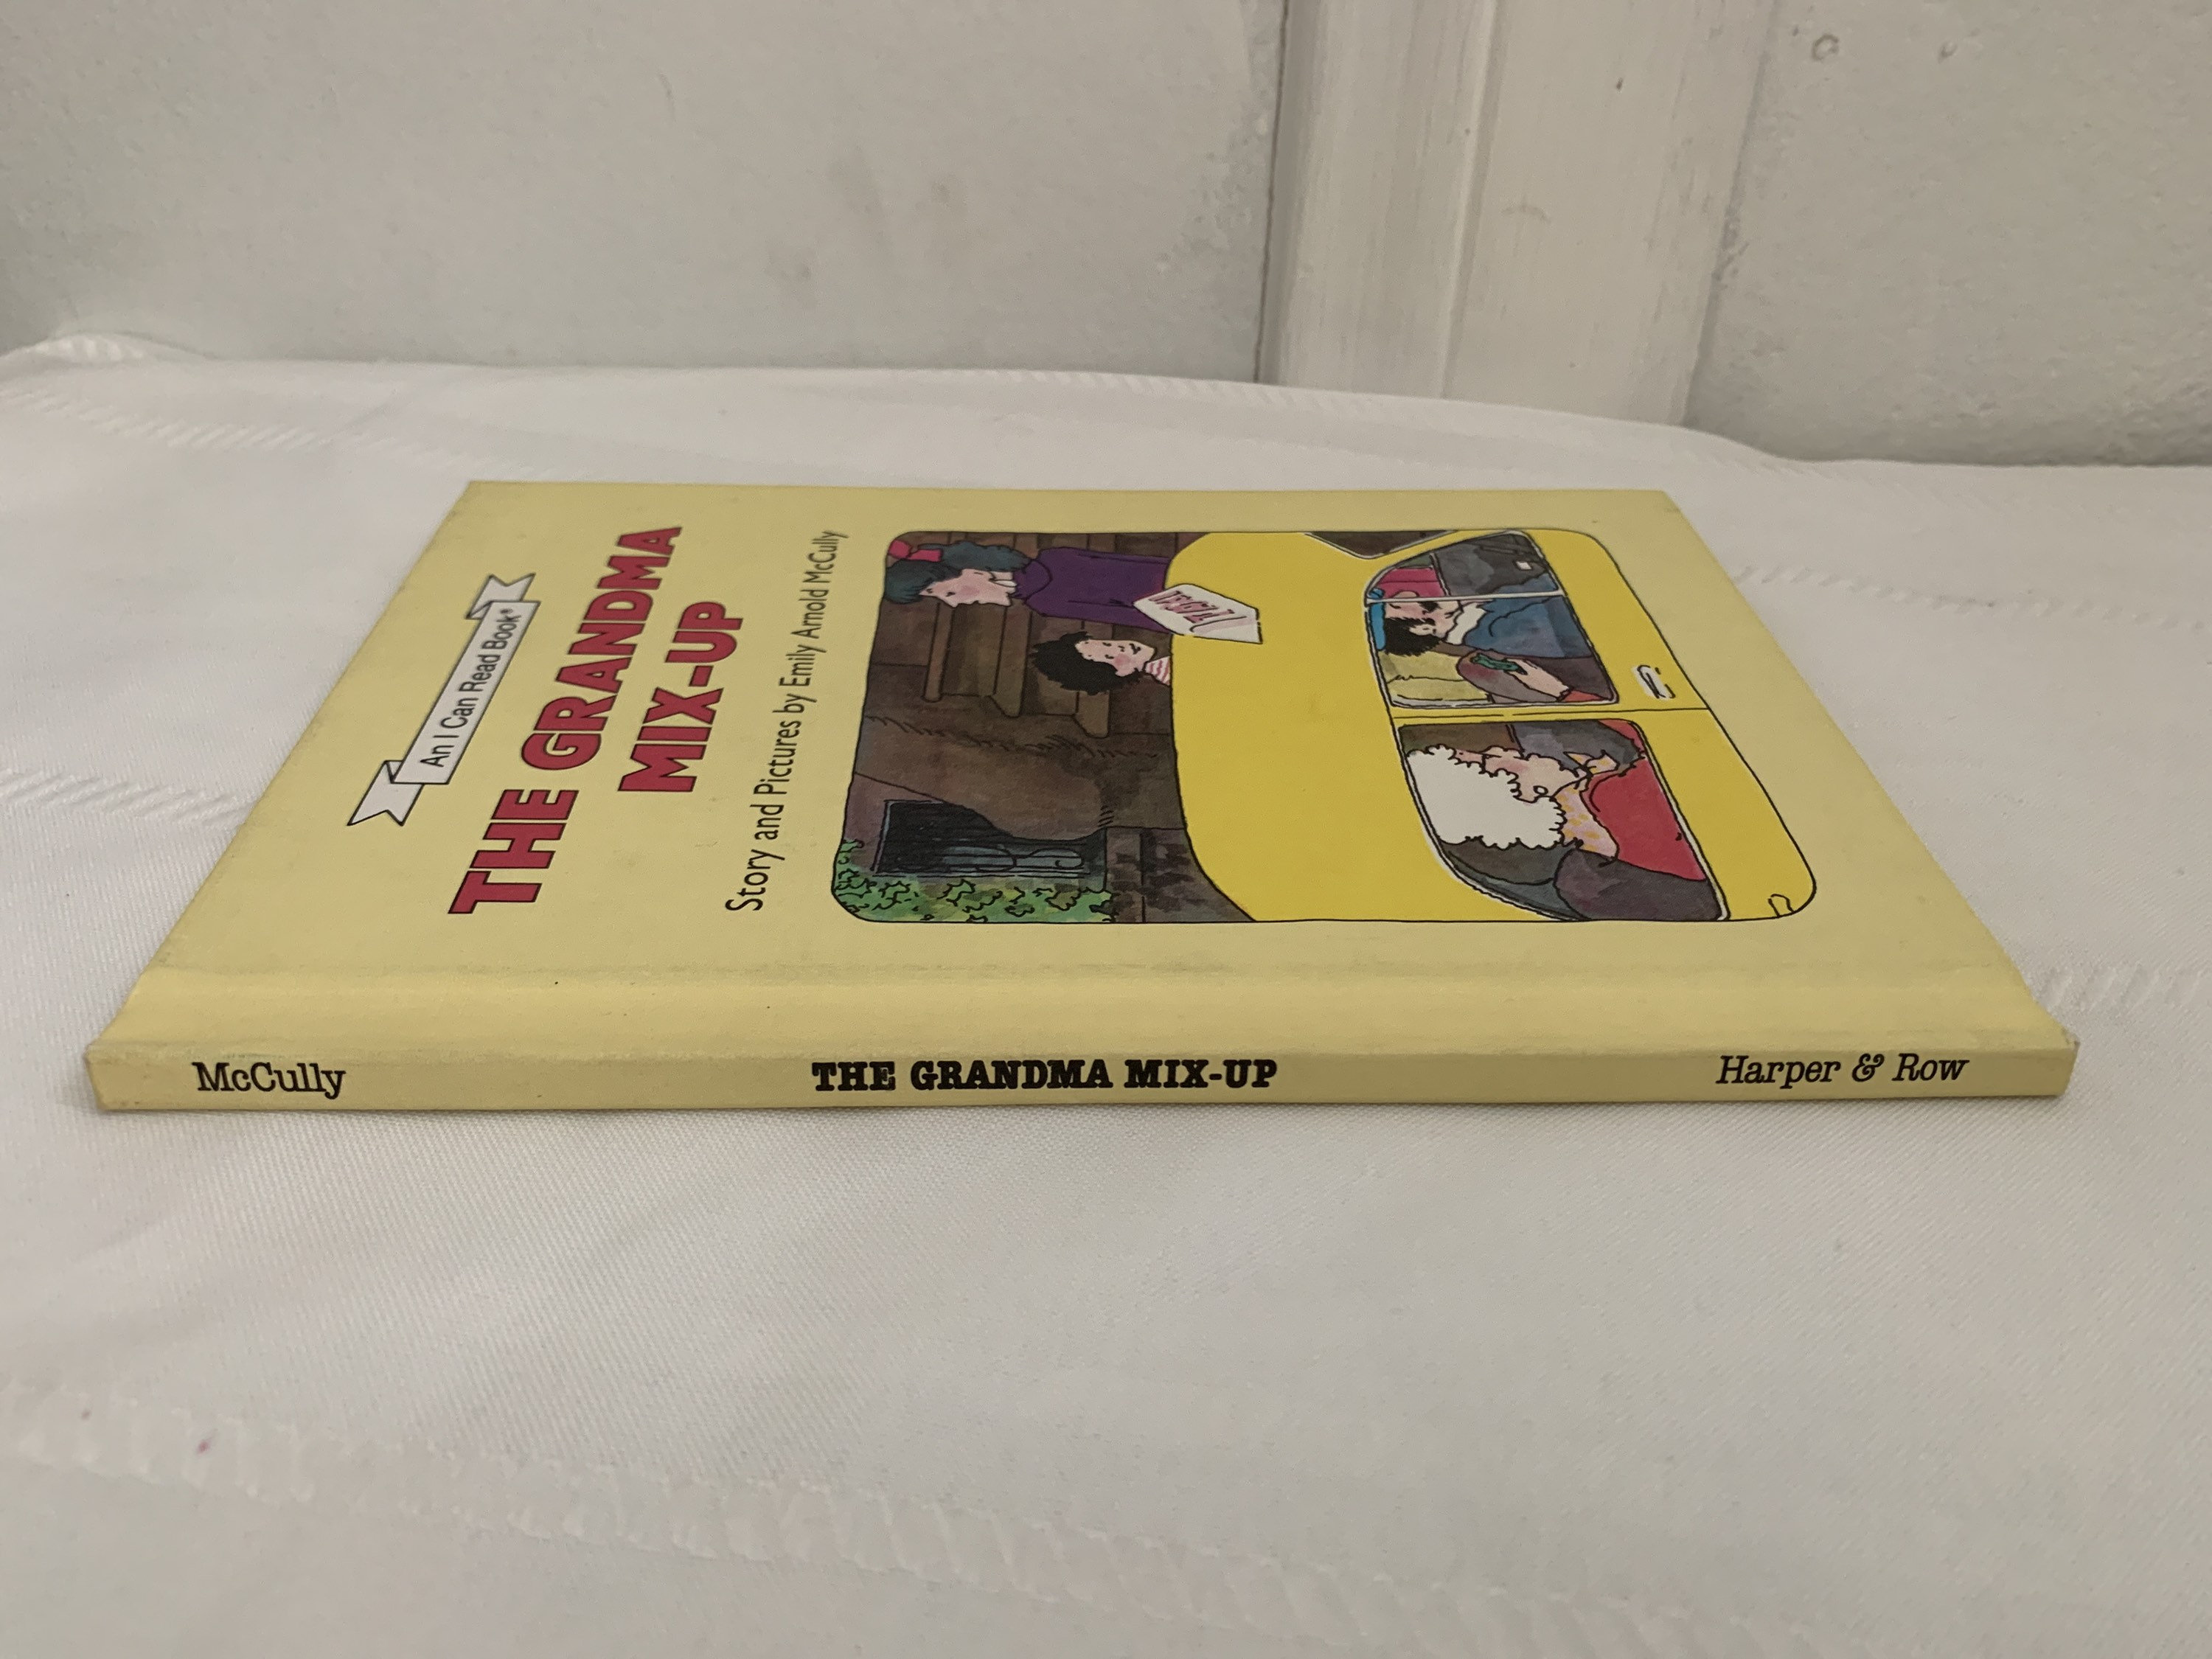 An I Can Read Book®
THE GRANDMA
MIX-UP
Story and Pictures by Emily Arnold McCully
McCully
THE GRANDMA MIX-UP
Harper & Row